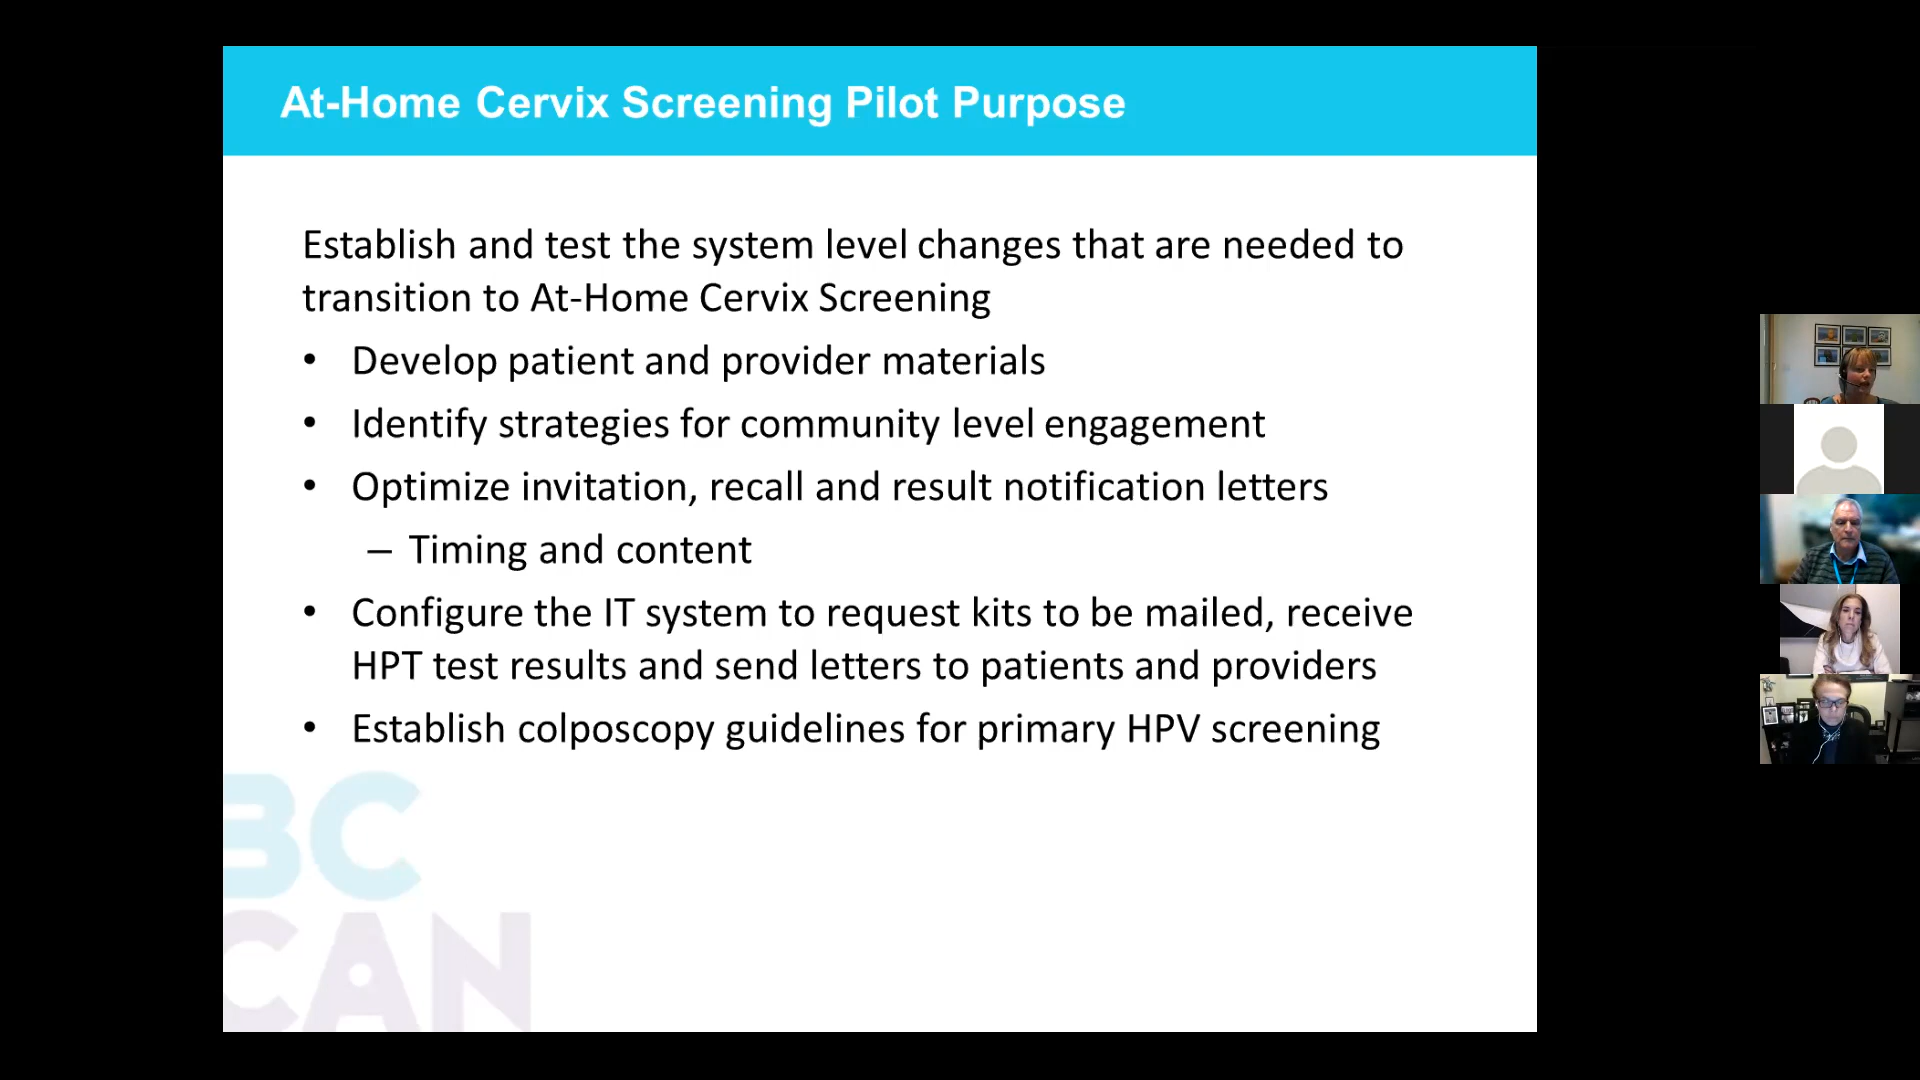 At-Home Cervix Screening Pilot Purpose
Establish and test the system level changes that are needed to
transition to At-Home Cervix Screening
• Develop patient and provider materials
• Identify strategies for community level engagement
• Optimize invitation, recall and result notification letters
– Timing and content
• Configure the IT system to request kits to be mailed, receive
HPT test results and send letters to patients and providers
• Establish colposcopy guidelines for primary HPV screening
BC
CAN